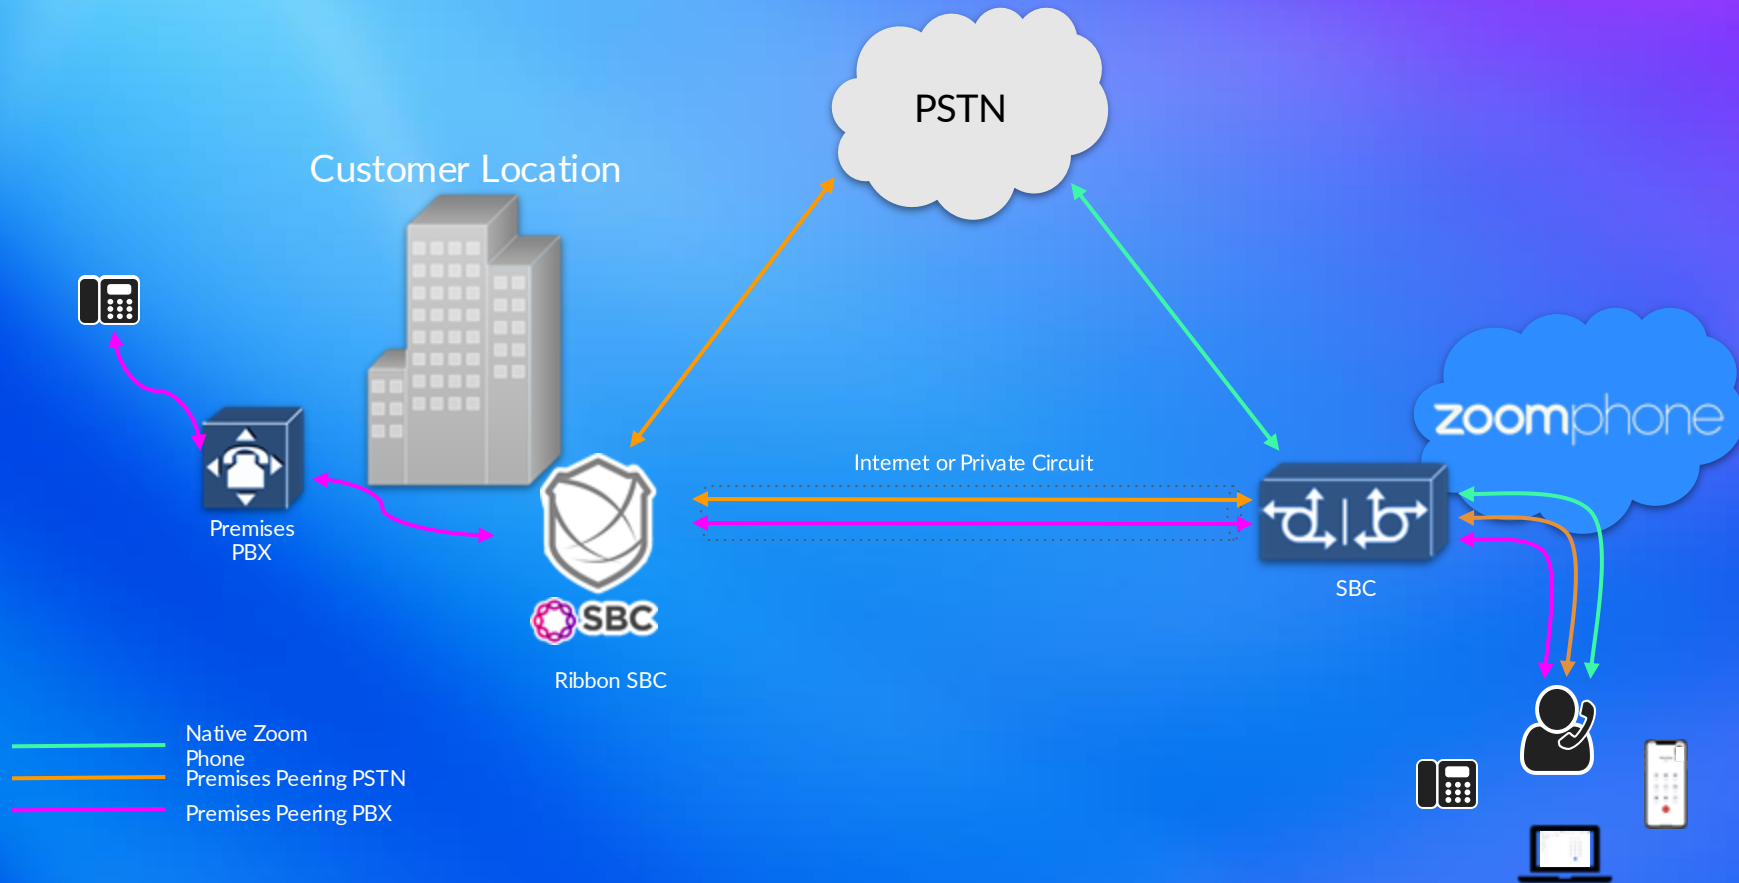 PSTN
Customer Location
zoomphone
Internet or Private Circuit
Premises
PBX
SBC
SBC
Ribbon SBC
Native Zoom
Phone
Premises Peering PSTN
Premises Peering PBX